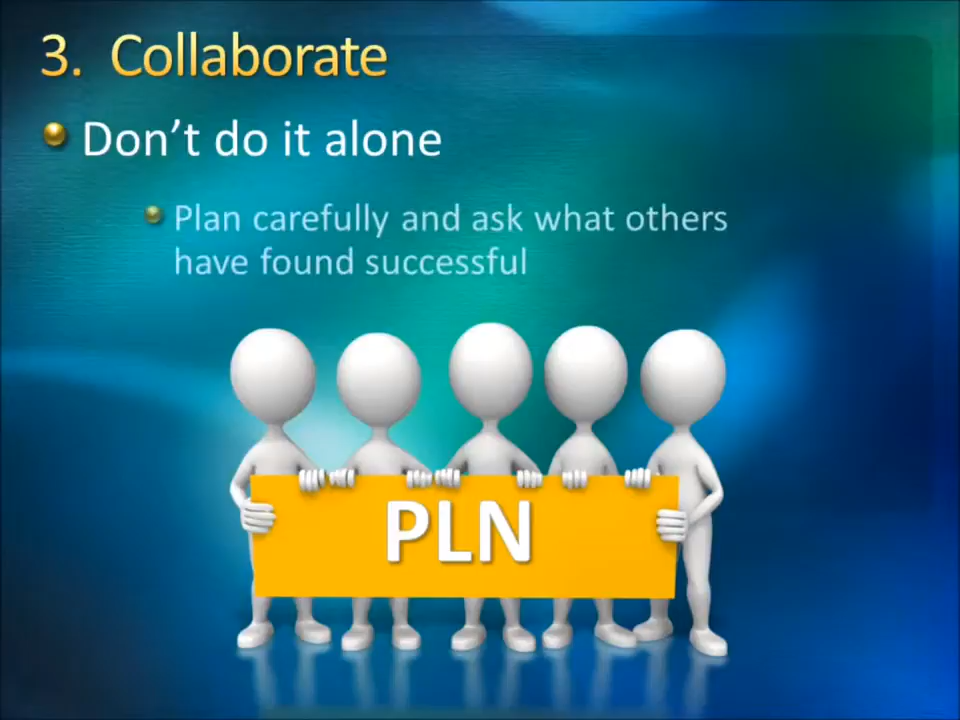 3. Collaborate
Don't do it alone
Plan carefully and ask what others
have found successful
PLN